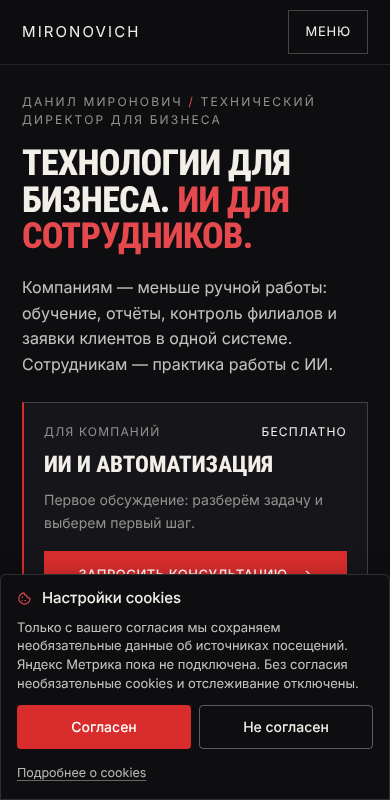 MIRONOVICH
МЕНЮ
ДАНИЛ МИРОНОВИЧ / ТЕХНИЧЕСКИЙ
ДИРЕКТОР ДЛЯ БИЗНЕСА
ТЕХНОЛОГИИ ДЛЯ
БИЗНЕСА. ИИ ДЛЯ
СОТРУДНИКОВ.
Компаниям — меньше ручной работы:
обучение, отчёты, контроль филиалов и
заявки клиентов в одной системе.
Сотрудникам — практика работы с ИИ.
ДЛЯ КОМПАНИЙ
БЕСПЛАТНО
ИИ И АВТОМАТИЗАЦИЯ
Первое обсуждение: разберём задачу и
выберем первый шаг.
ЗАПРОСИТЬ КОНСУЛЬТАЦИЮ →
Настройки cookies
Только с вашего согласия мы сохраняем
необязательные данные об источниках посещений.
Яндекс Метрика пока не подключена. Без согласия
необязательные cookies и отслеживание отключены.
Согласен
Не согласен
Подробнее о cookies